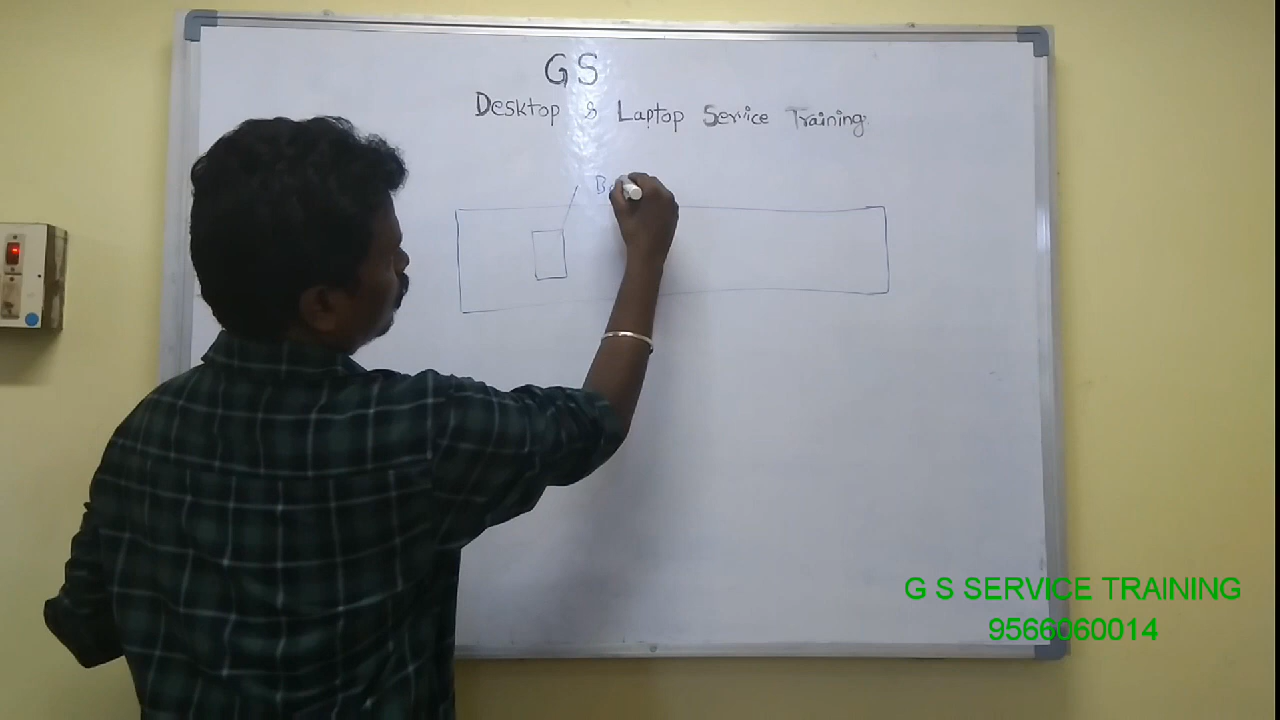 GS
Desktop & Laptop Service Training
G S SERVICE TRAINING
9566060014